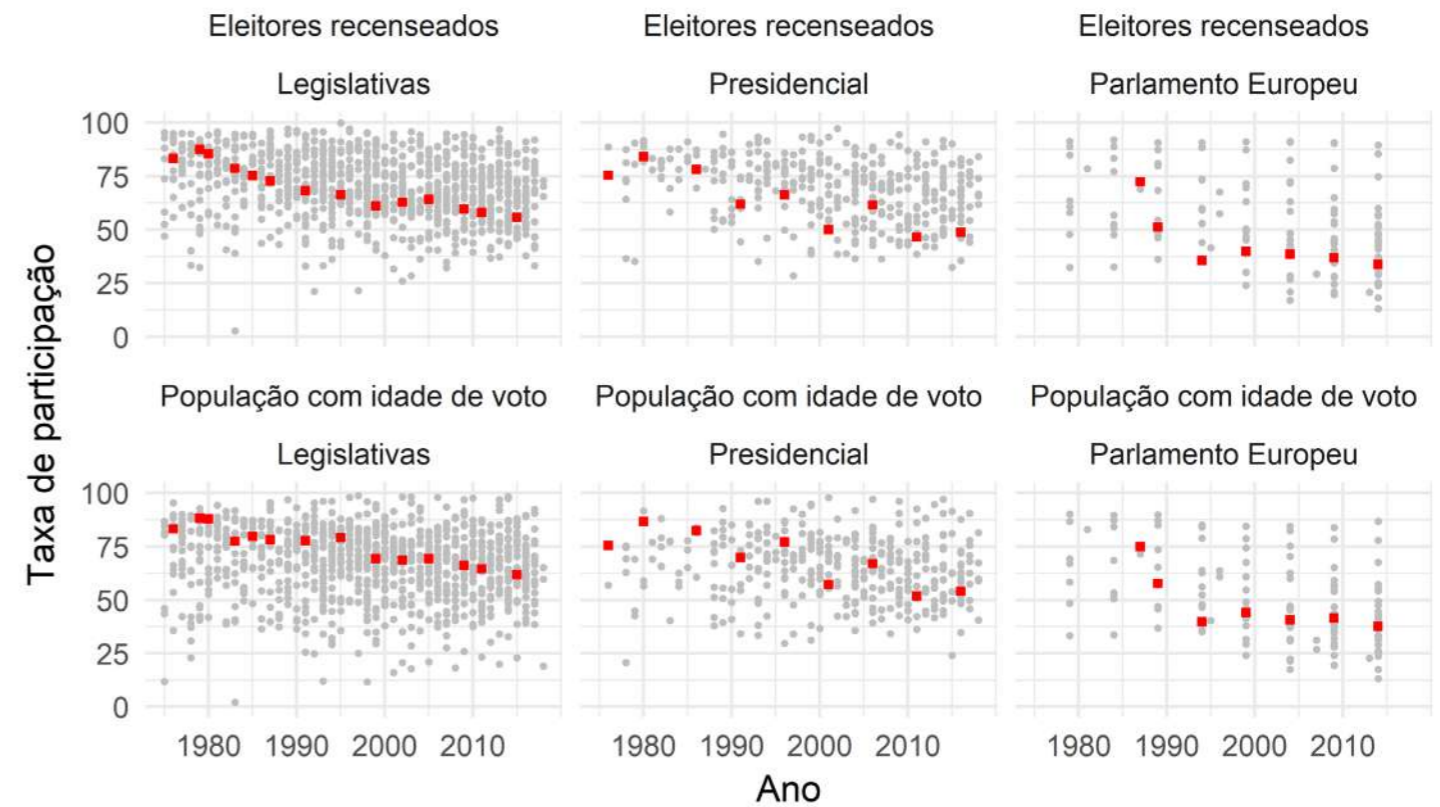 Eleitores recenseados Eleitores recenseados Eleitores recenseados
Legislativas Presidencial Parlamento Europeu
100
75
50
25
0
Taxa de participação
População com idade de voto População com idade de voto População com idade de voto
Legislativas Presidencial Parlamento Europeu
100
75
50
25
0
1980 1990 2000 2010 1980 1990 2000 2010 1980 1990 2000 2010
Ano